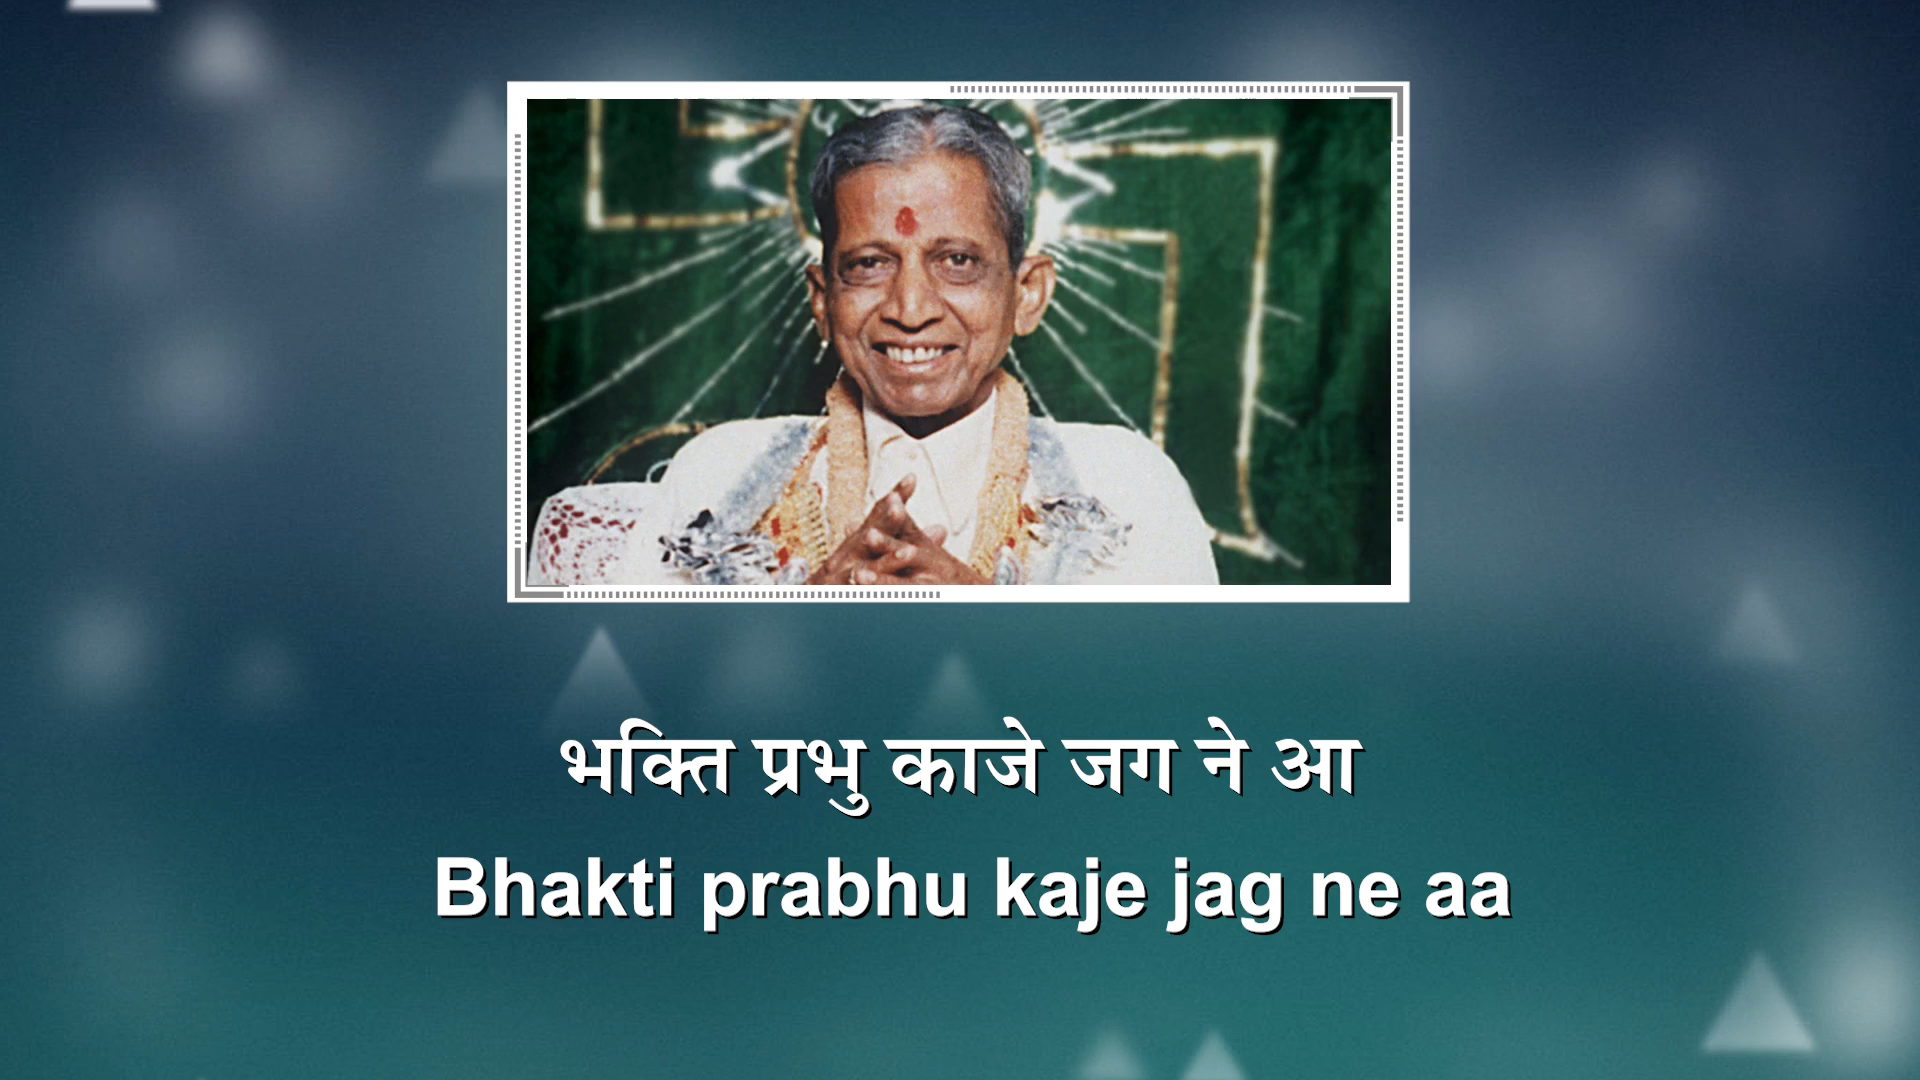 भक्ति प्रभु काजे जग ने आ
Bhakti prabhu kaje jag ne aa